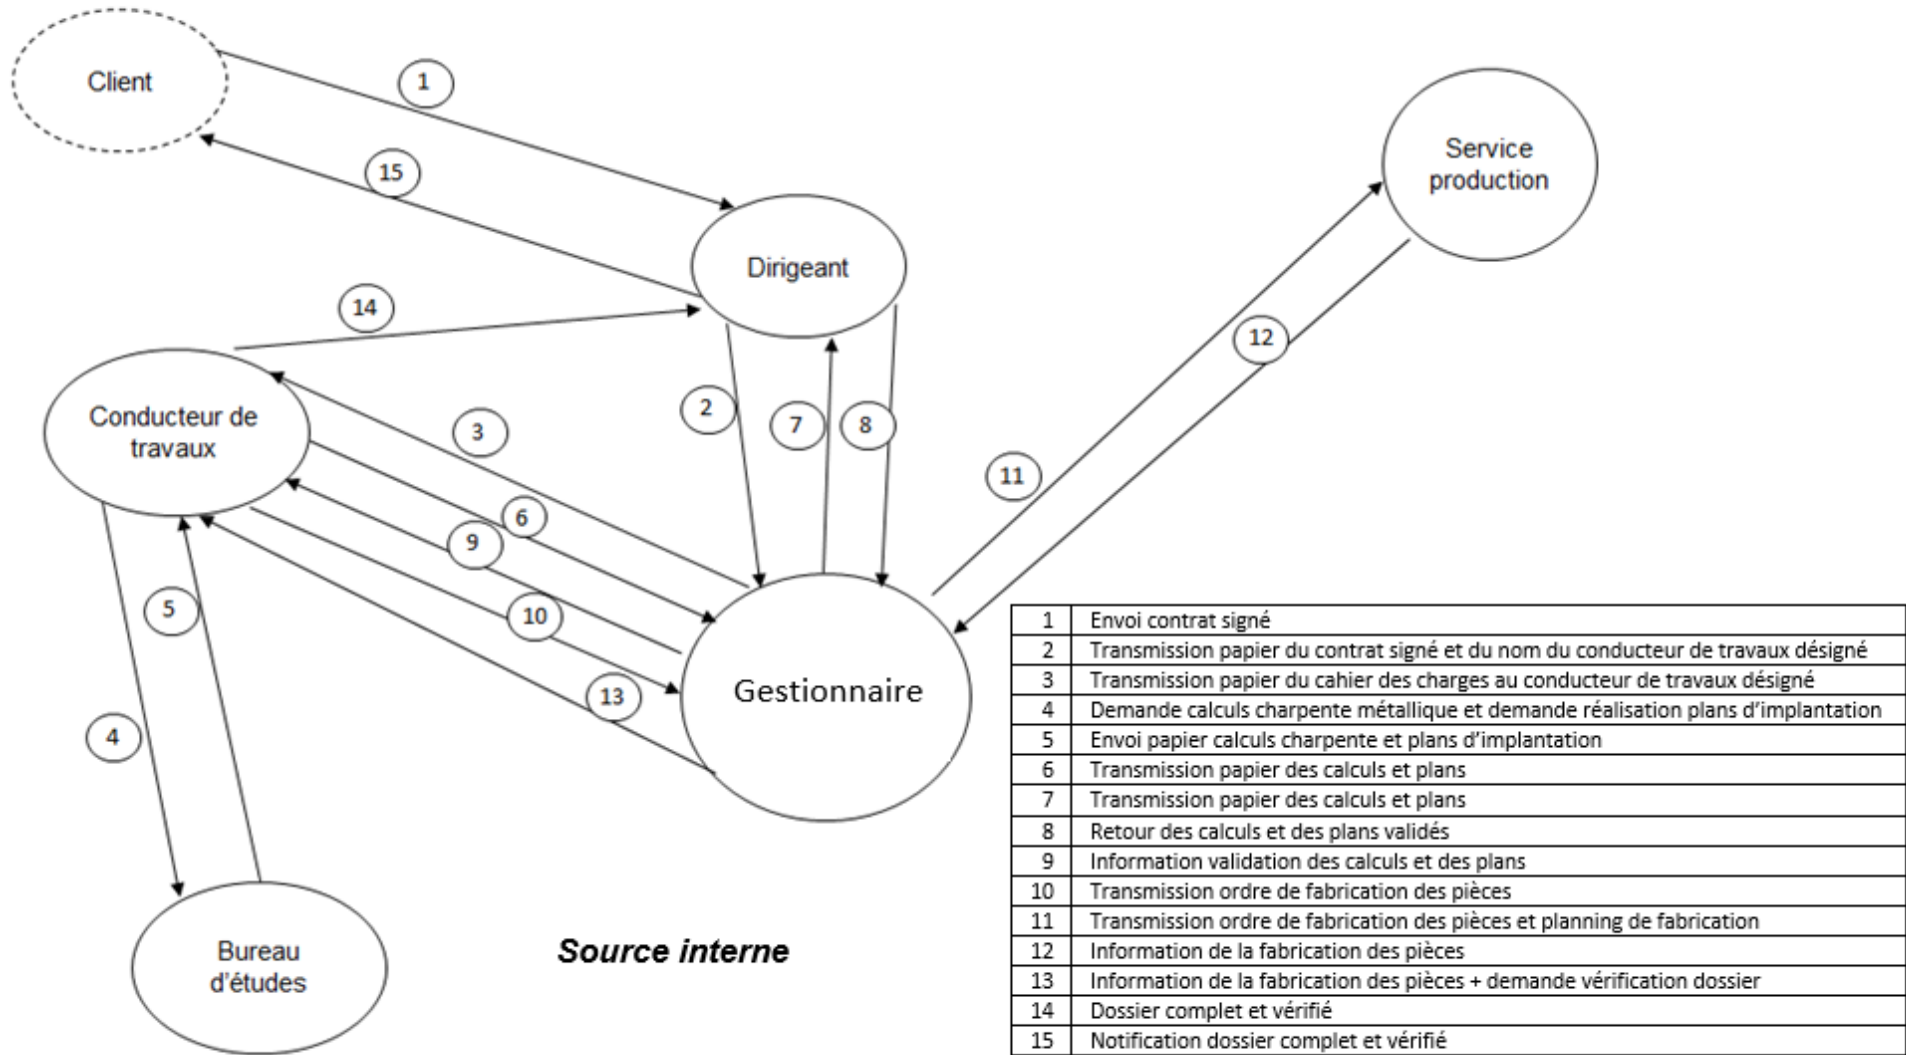 Client
1
15
Service
production
Dirigeant
14
12
Conducteur de
travaux
2
3
7
8
11
6
9
5
10
13
4
Gestionnaire
Bureau
d'études
Source interne
1 Envoi contrat signé
2 Transmission papier du contrat signé et du nom du conducteur de travaux désigné
3 Transmission papier du cahier des charges au conducteur de travaux désigné
4 Demande calculs charpente métallique et demande réalisation plans d'implantation
5 Envoi papier calculs charpente et plans d'implantation
6 Transmission papier des calculs et plans
7 Transmission papier des calculs et plans
8 Retour des calculs et des plans validés
9 Information validation des calculs et des plans
10 Transmission ordre de fabrication des pièces
11 Transmission ordre de fabrication des pièces et planning de fabrication
12 Information de la fabrication des pièces
13 Information de la fabrication des pièces + demande vérification dossier
14 Dossier complet et vérifié
15 Notification dossier complet et vérifié